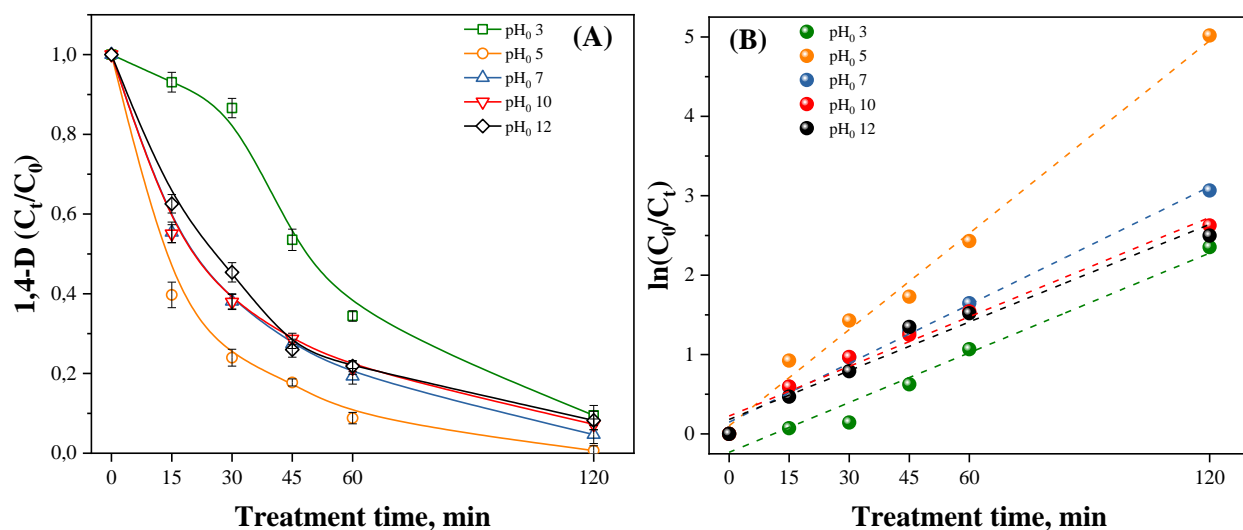 (A)
pH₀ 3
pH₀ 5
pH₀ 7
pH₀ 10
pH₀ 12
1,0
0,8
0,6
0,4
0,2
0,0
1,4-D (Cₜ/C₀)
0 15 30 45 60 120
Treatment time, min
(B)
pH₀ 3
pH₀ 5
pH₀ 7
pH₀ 10
pH₀ 12
5
4
3
2
1
0
ln(C₀/Cₜ)
0 15 30 45 60 120
Treatment time, min